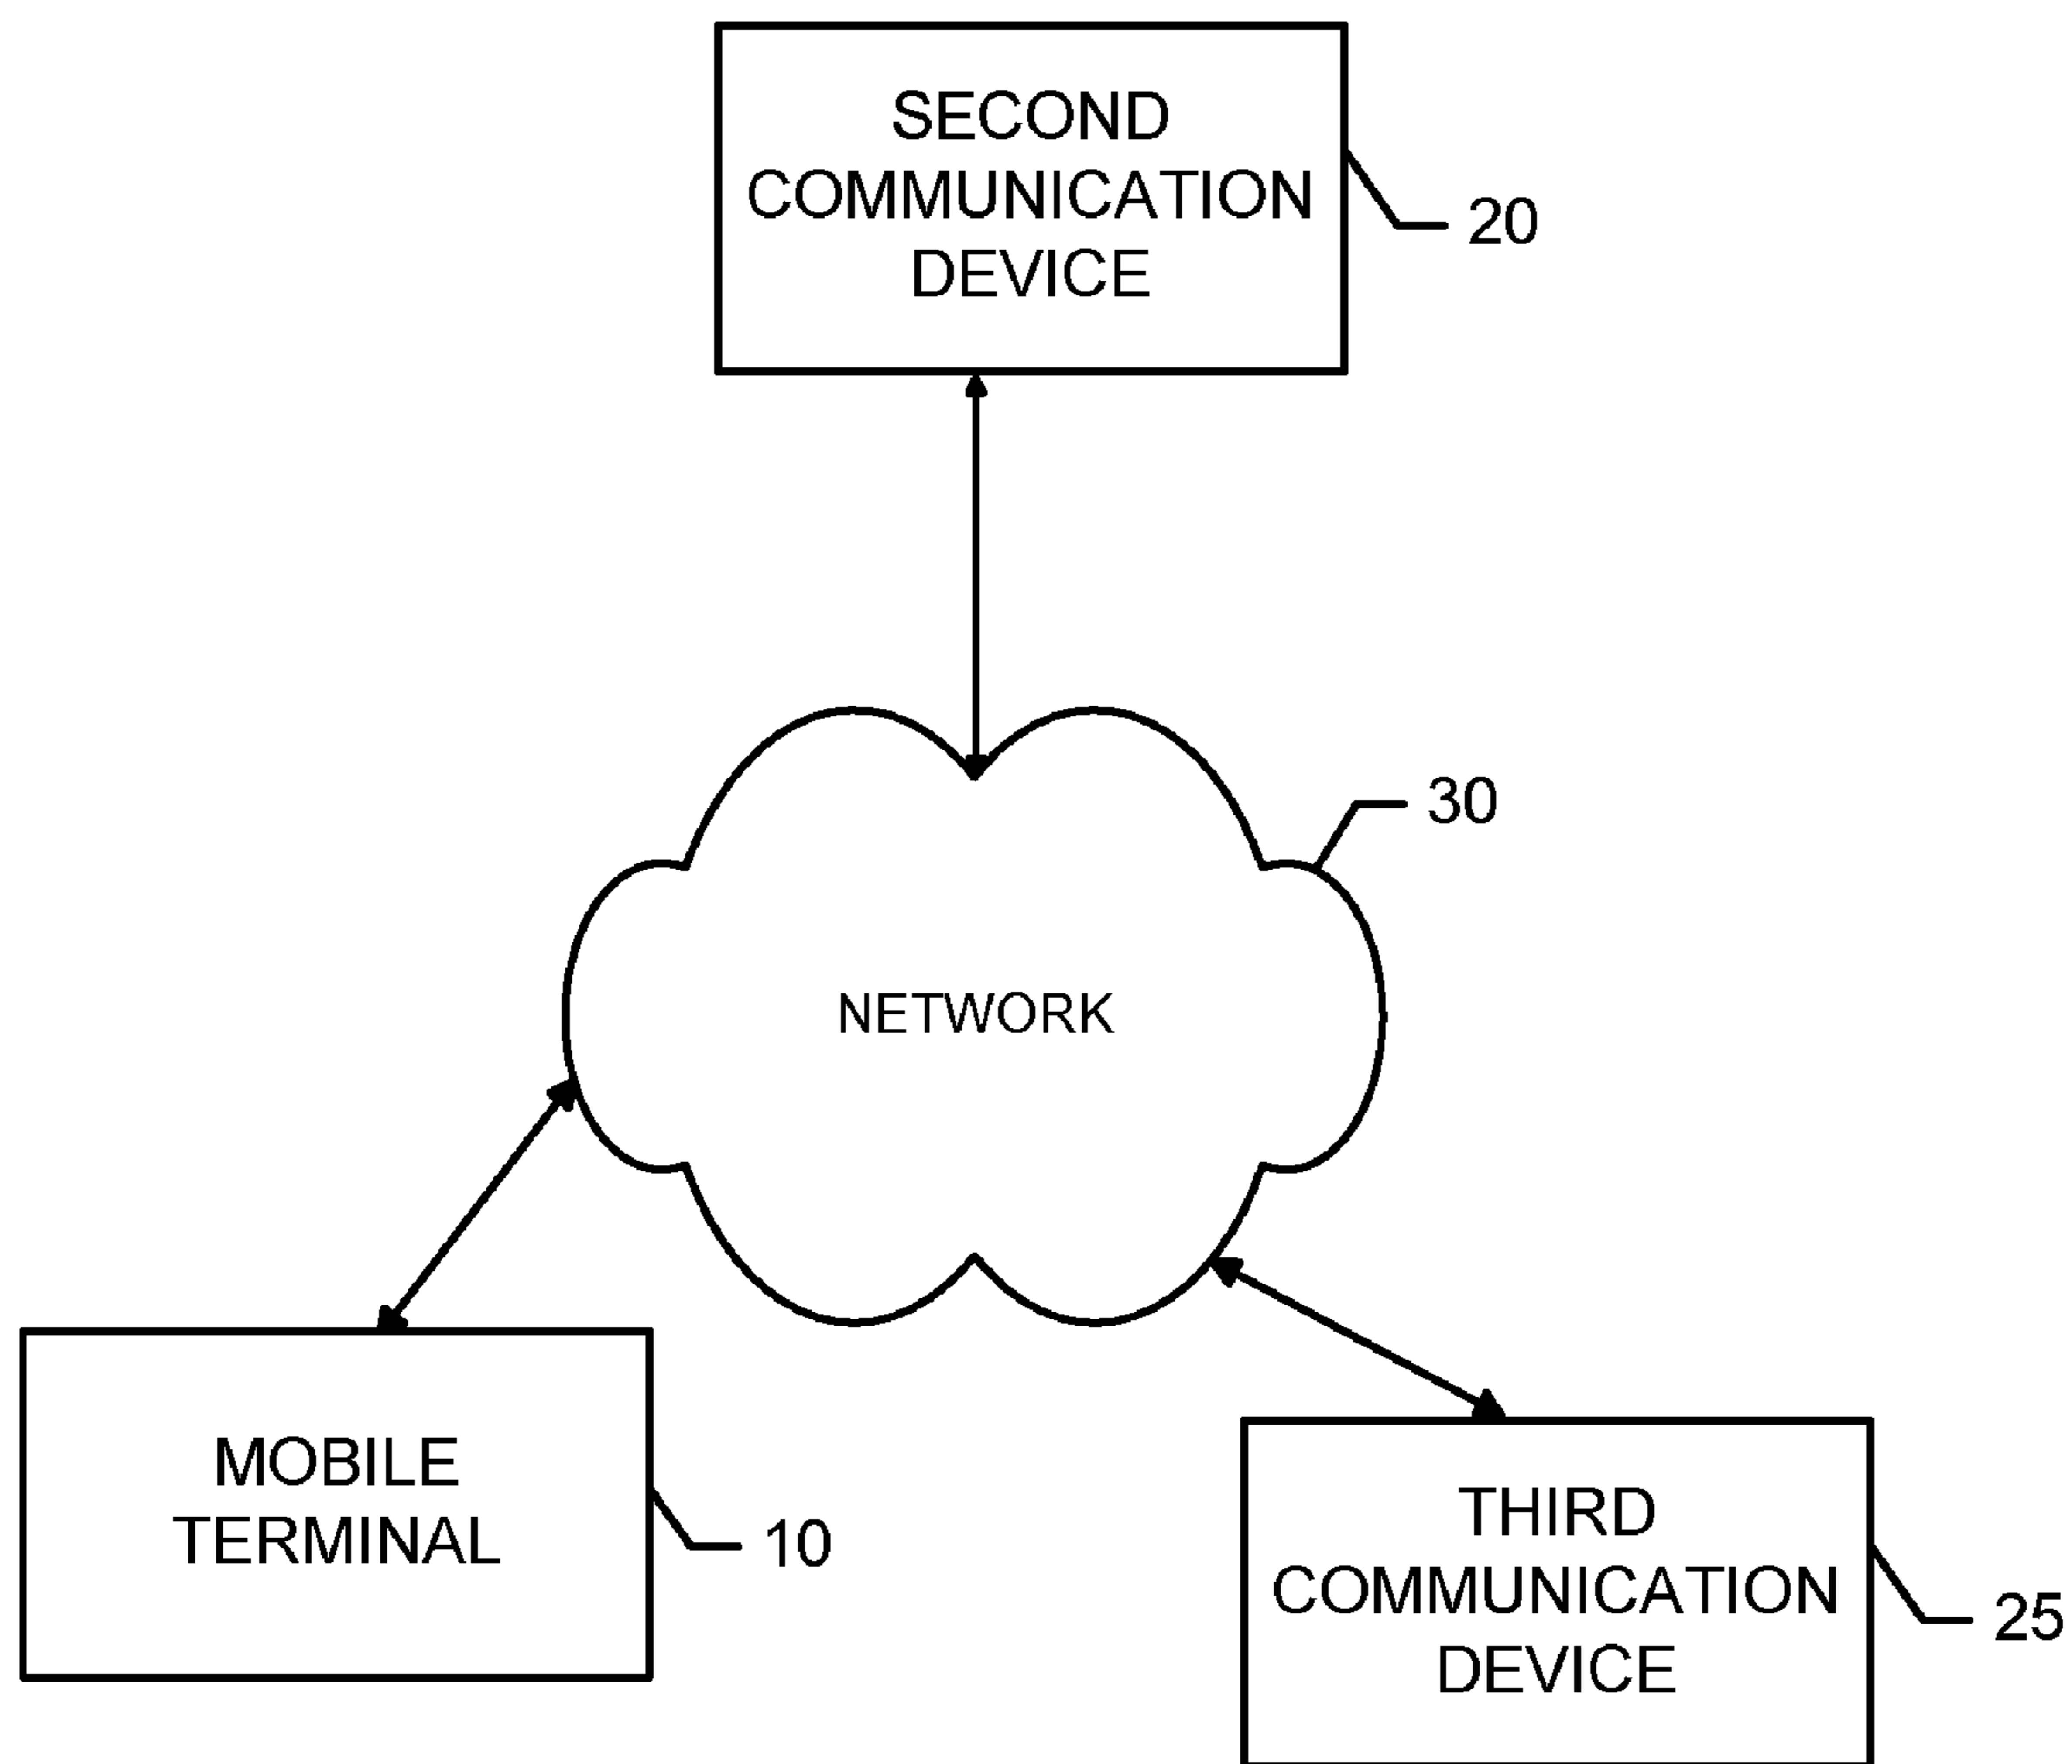 SECOND
COMMUNICATION
DEVICE
20
30
NETWORK
MOBILE
TERMINAL
10
THIRD
COMMUNICATION
DEVICE
25